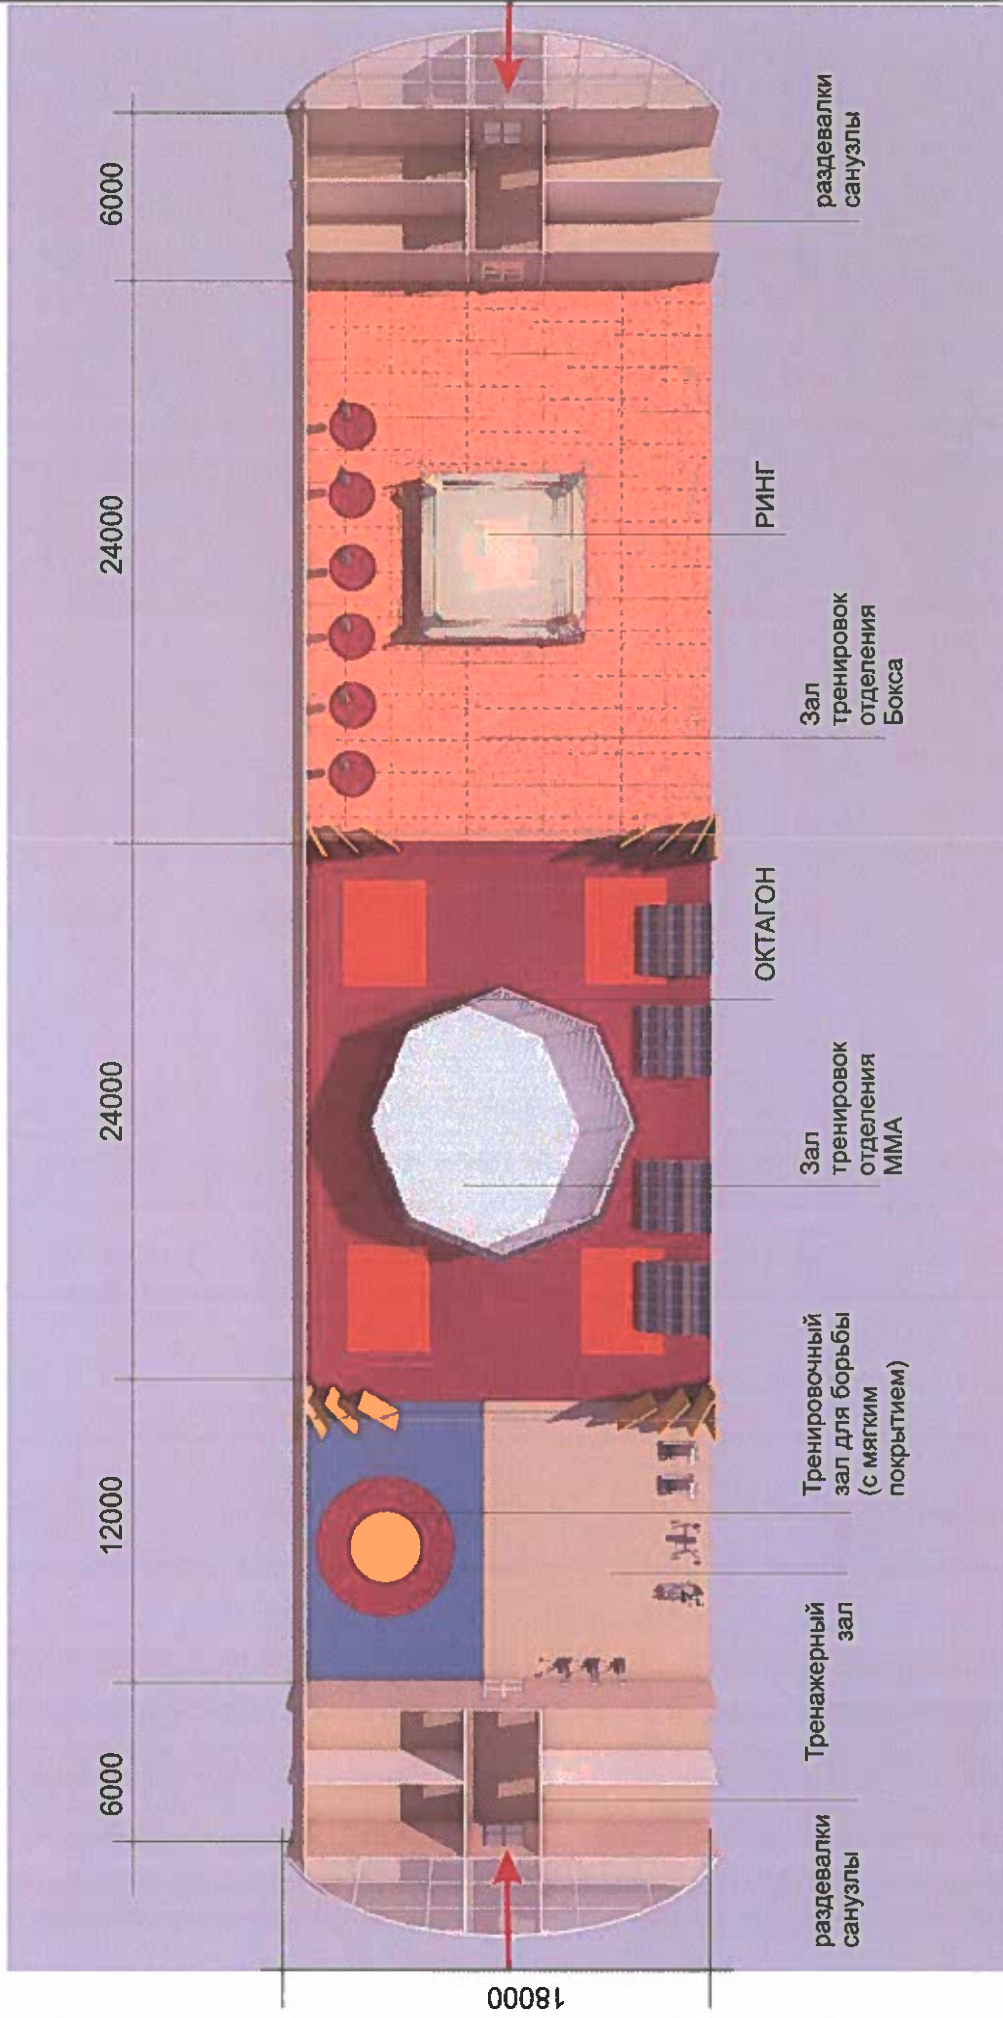 6000
12000
24000
24000
6000
18000
раздевалки
санузлы
Тренажерный
зал
Тренировочный
зал для борьбы
(с мягким
покрытием)
Зал
тренировок
отделения
ММА
ОКТАГОН
Зал
тренировок
отделения
Бокса
РИНГ
раздевалки
санузлы